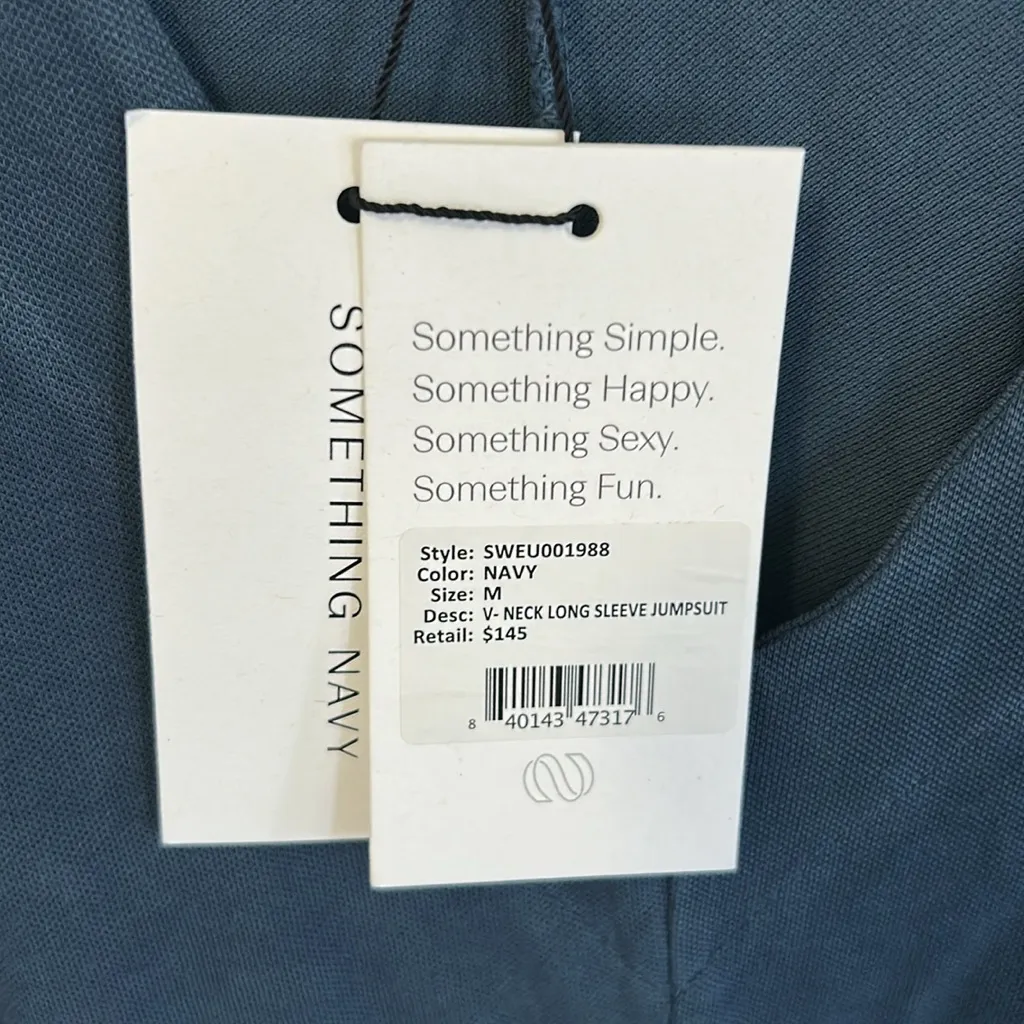 SOMETHING NAVY
Something Simple.
Something Happy.
Something Sexy.
Something Fun.
Style: SWEU001988
Color: NAVY
Size: M
Desc: V- NECK LONG SLEEVE JUMPSUIT
Retail: $145
8 40143 47317 6